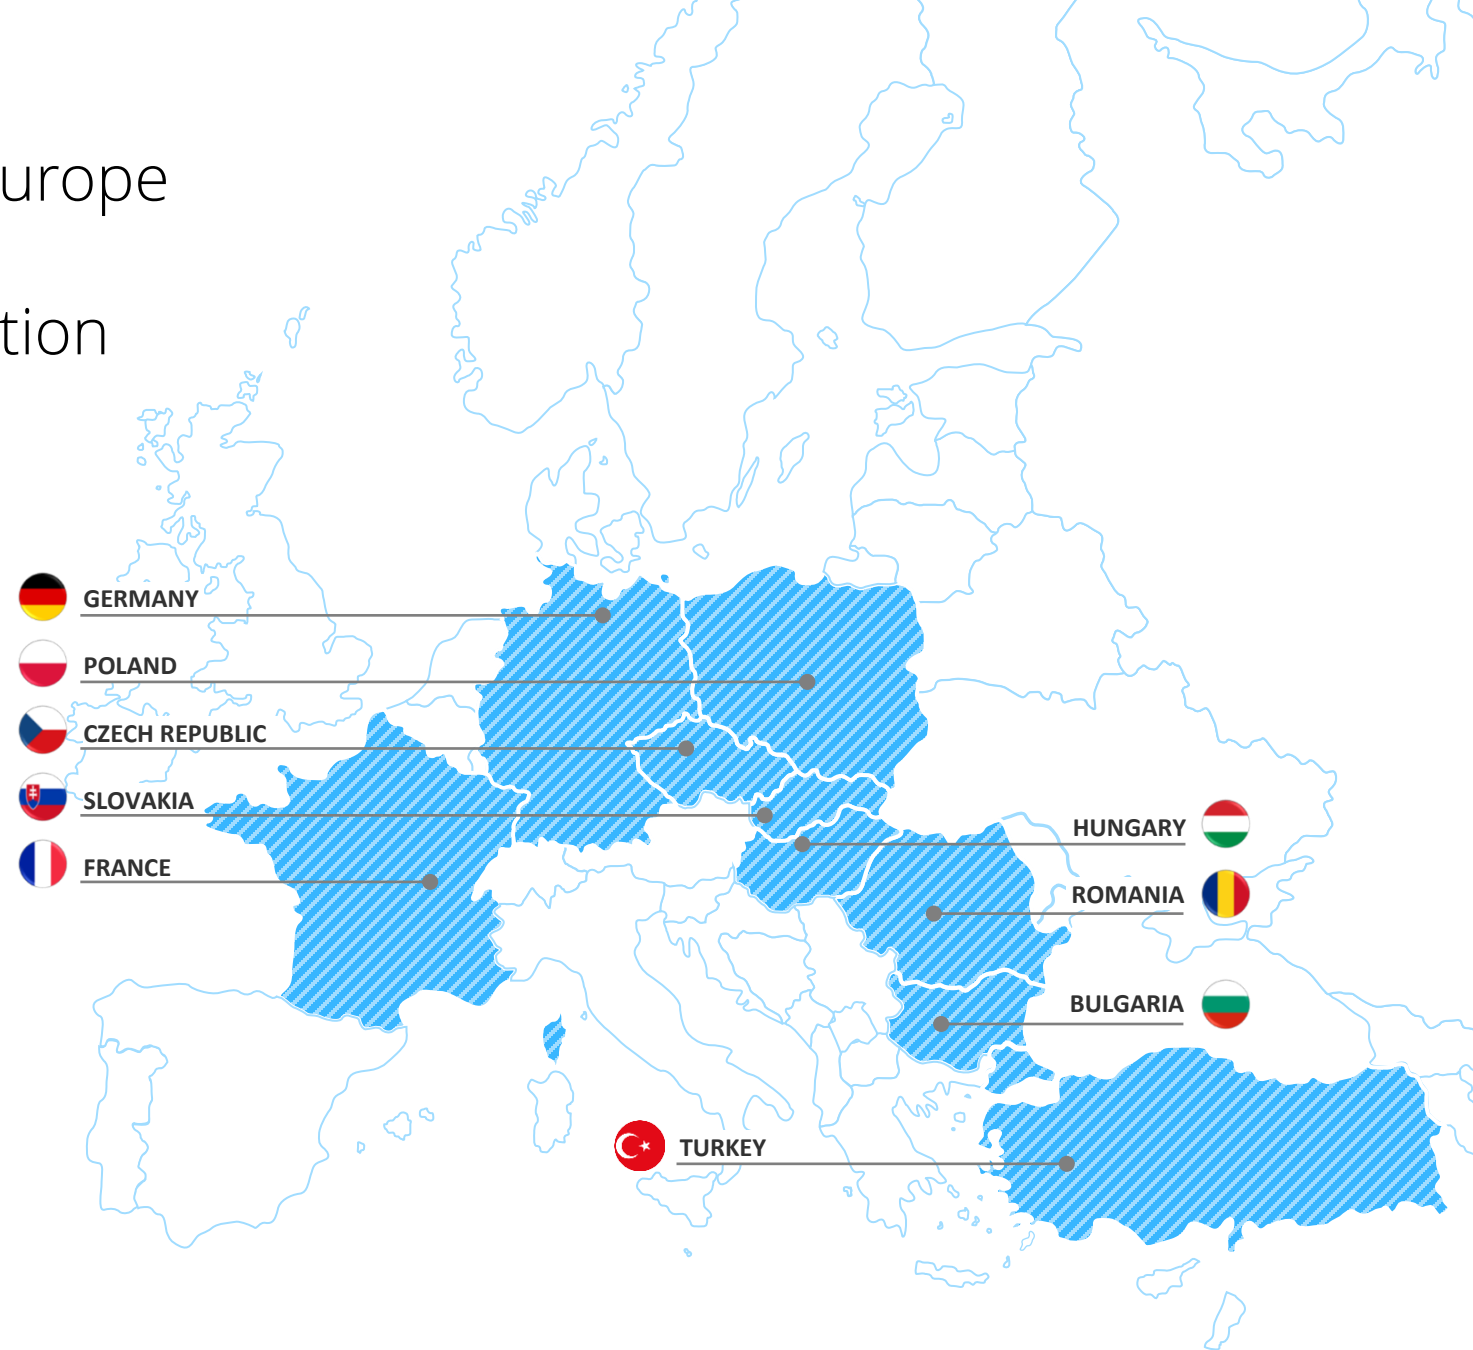 urope
tion
GERMANY
POLAND
CZECH REPUBLIC
SLOVAKIA
FRANCE
HUNGARY
ROMANIA
BULGARIA
TURKEY